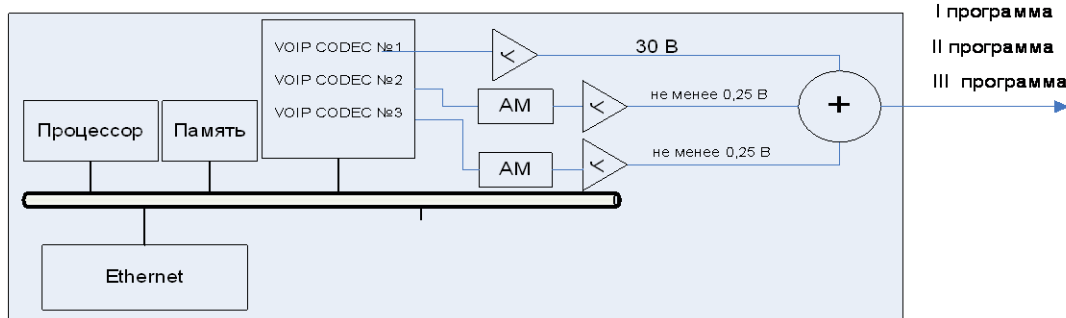 I программа
II программа
III программа
VOIP CODEC №1
VOIP CODEC №2
VOIP CODEC №3
30 В
не менее 0,25 В
не менее 0,25 В
АМ
АМ
+
Процессор
Память
Ethernet